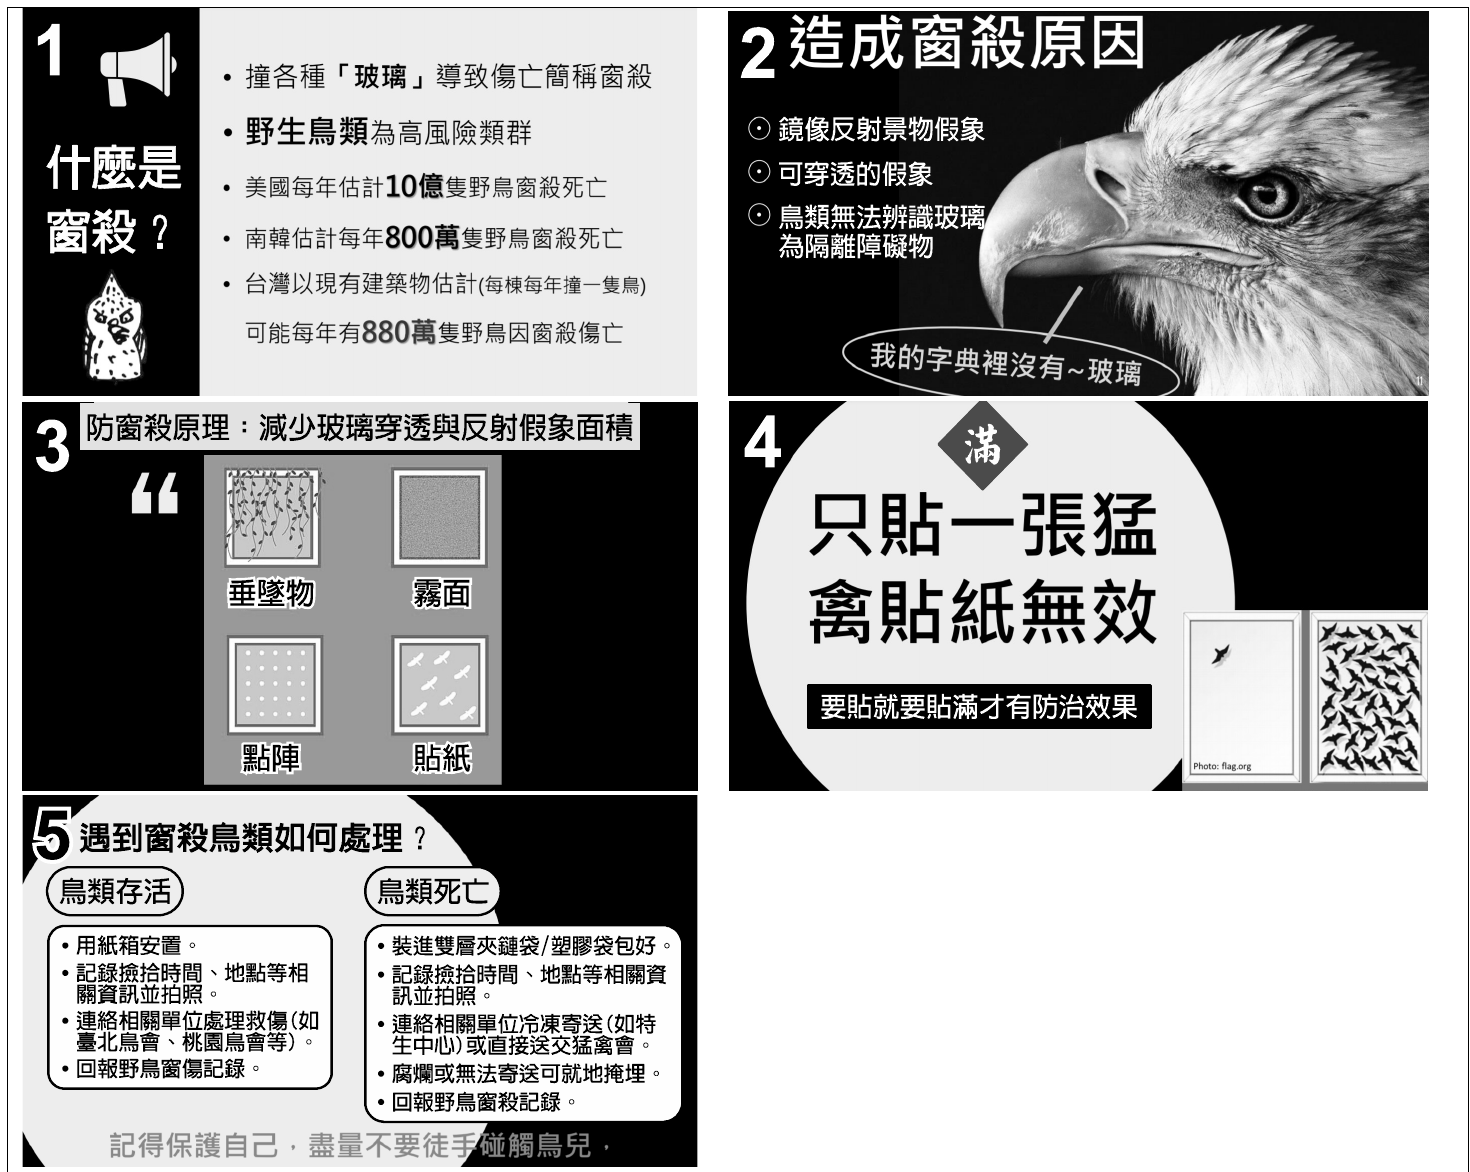 1
什麼是
窗殺？
• 撞各種「玻璃」導致傷亡簡稱窗殺
• 野生鳥類為高風險類群
• 美國每年估計10億隻野鳥窗殺死亡
• 南韓估計每年800萬隻野鳥窗殺死亡
• 台灣以現有建築物估計(每棟每年撞一隻鳥)
可能每年有880萬隻野鳥因窗殺傷亡
2 造成窗殺原因
⊙ 鏡像反射景物假象
⊙ 可穿透的假象
⊙ 鳥類無法辨識玻璃
為隔離障礙物
我的字典裡沒有~玻璃
11
3 防窗殺原理：減少玻璃穿透與反射假象面積
“
垂墜物
霧面
點陣
貼紙
4
滿
只貼一張猛
禽貼紙無效
要貼就要貼滿才有防治效果
Photo: flag.org
5 遇到窗殺鳥類如何處理？
鳥類存活
• 用紙箱安置。
• 記錄撿拾時間、地點等相
關資訊並拍照。
• 連絡相關單位處理救傷(如
臺北鳥會、桃園鳥會等)。
• 回報野鳥窗傷記錄。
鳥類死亡
• 裝進雙層夾鏈袋/塑膠袋包好。
• 記錄撿拾時間、地點等相關資
訊並拍照。
• 連絡相關單位冷凍寄送(如特
生中心)或直接送交猛禽會。
• 腐爛或無法寄送可就地掩埋。
• 回報野鳥窗殺記錄。
記得保護自己，盡量不要徒手碰觸鳥兒，